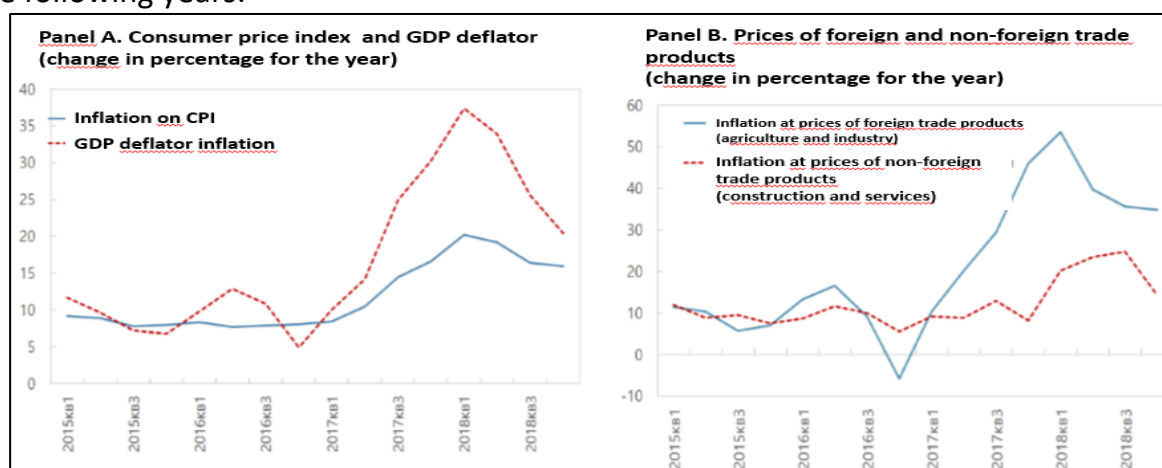 e following years.
Panel A. Consumer price index and GDP deflator
(change in percentage for the year)
40
35
30
25
20
15
10
5
0
Inflation on CPI
GDP deflator inflation
2015кв1
2015кв3
2016кв1
2016кв3
2017кв1
2017кв3
2018кв1
2018кв3
Panel B. Prices of foreign and non-foreign trade
products
(change in percentage for the year)
60
50
40
30
20
10
0
-10
Inflation at prices of foreign trade products
(agriculture and industry)
Inflation at prices of non-foreign
trade products
(construction and services)
2015кв1
2015кв3
2016кв1
2016кв3
2017кв1
2017кв3
2018кв1
2018кв3